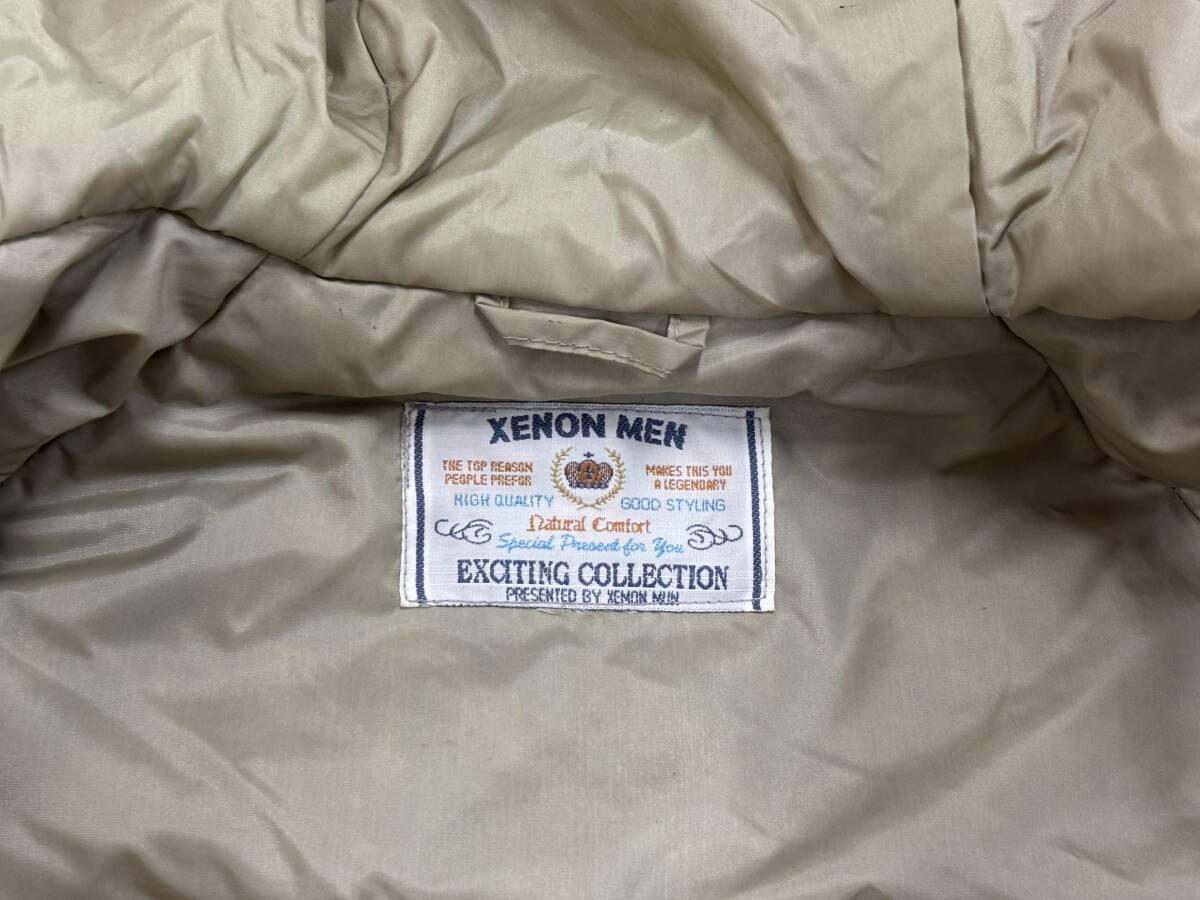 XENON MEN
THE TOP REASON
PEOPLE PREFOR
MAKES THIS YOU
A LEGENDARY
HIGH QUALITY
GOOD STYLING
Natural Comfort
Special Present for You
EXCITING COLLECTION
PRESENTED BY XEMON MUN